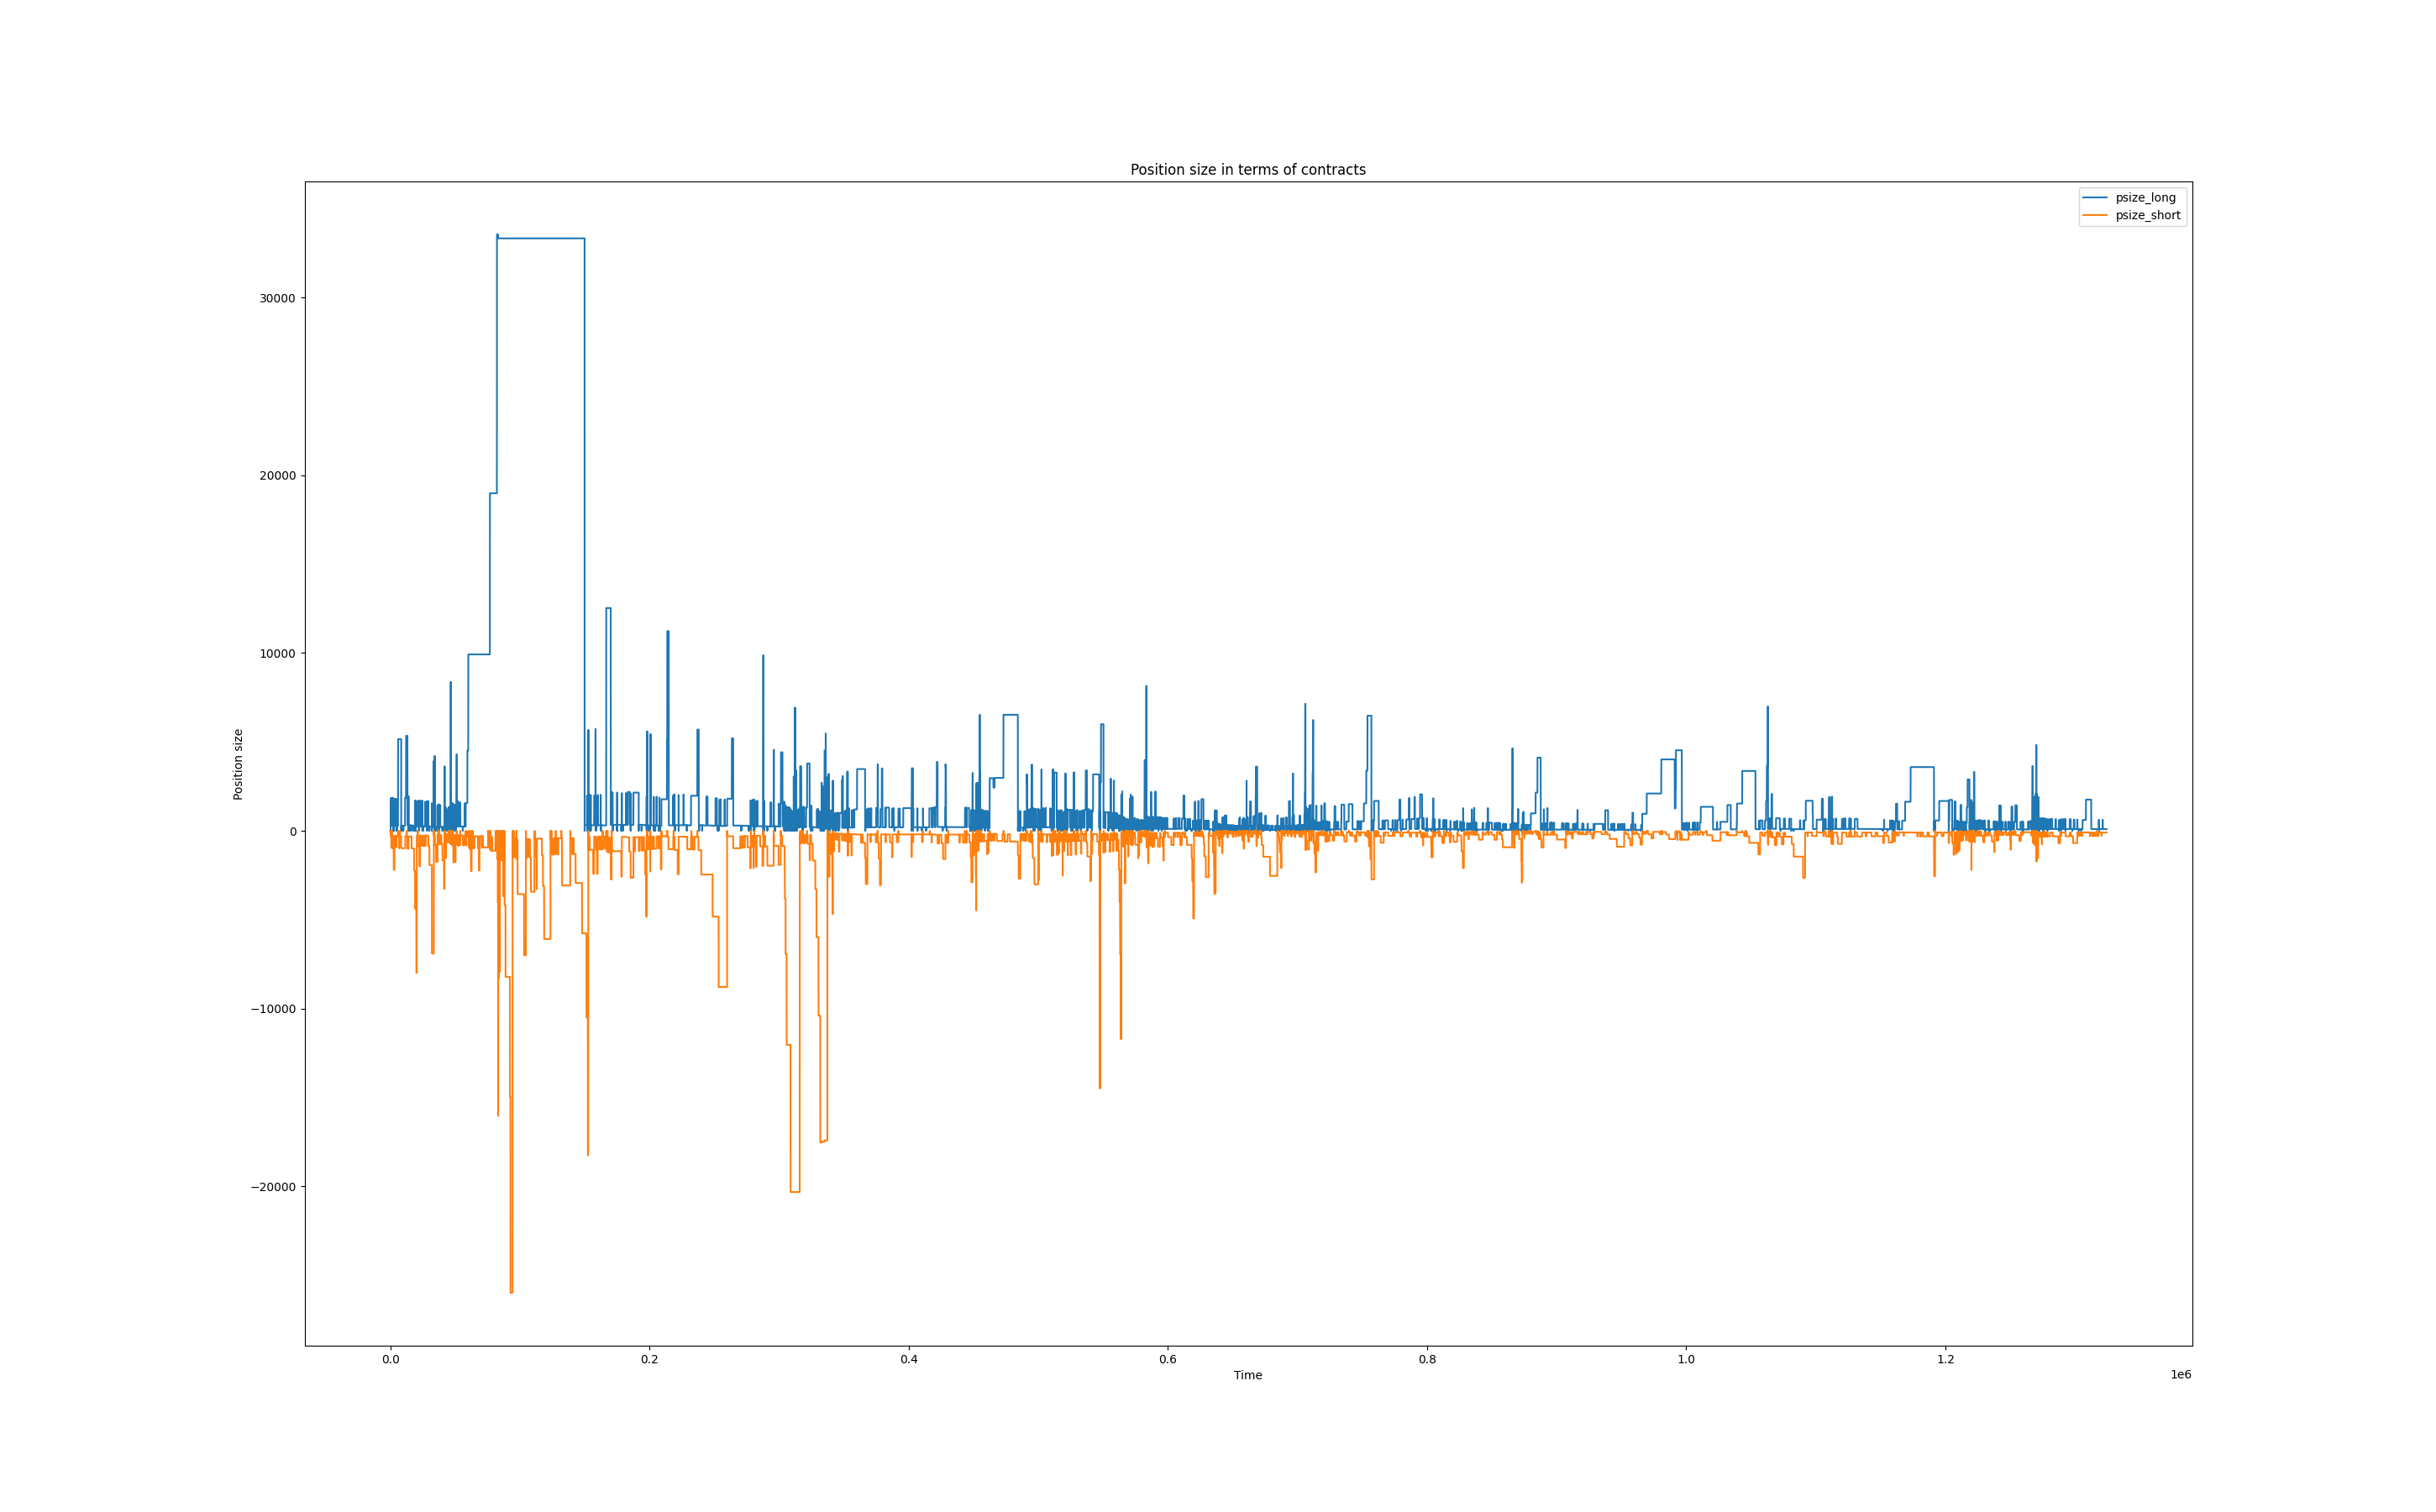 Position size in terms of contracts
psize_long
psize_short
30000
20000
10000
0
−10000
−20000
Position size
0.0 0.2 0.4 0.6 0.8 1.0 1.2
Time
1e6